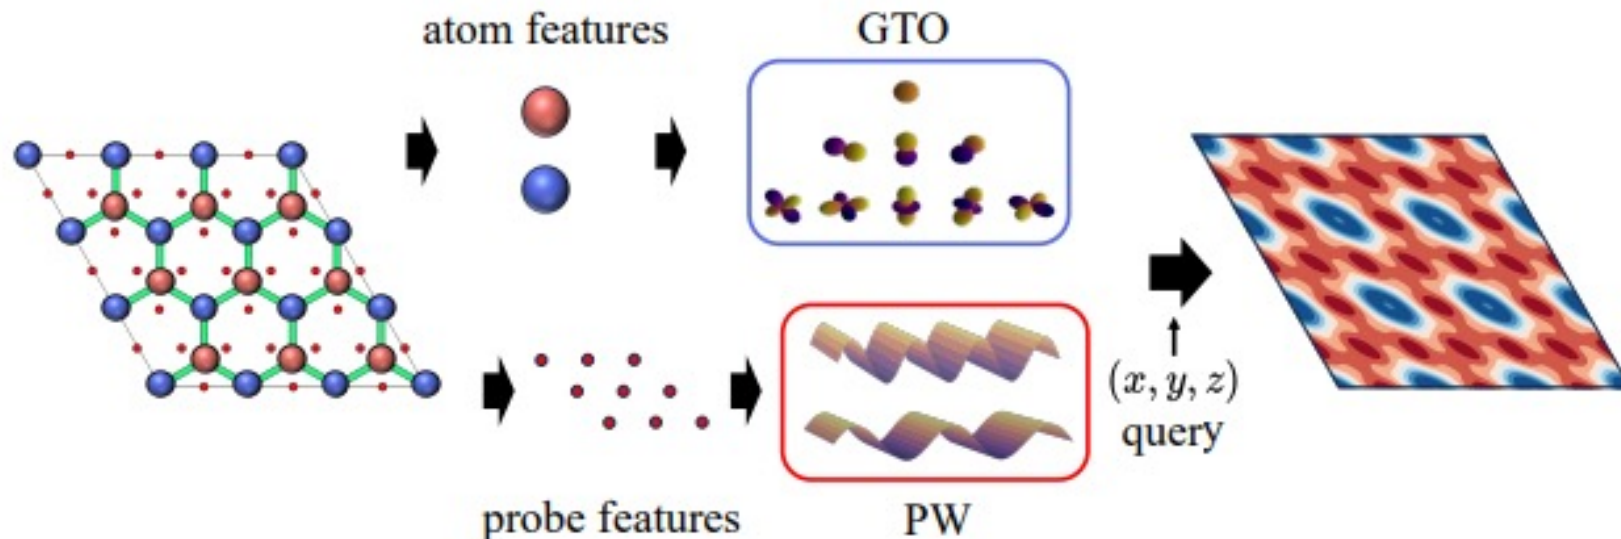 atom features
GTO
(x, y, z)
query
probe features
PW